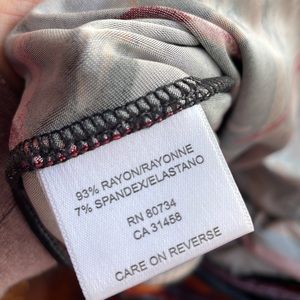 93% RAYON/RAYONNE
7% SPANDEX/ELASTANO
RN 80734
CA 31458
CARE ON REVERSE